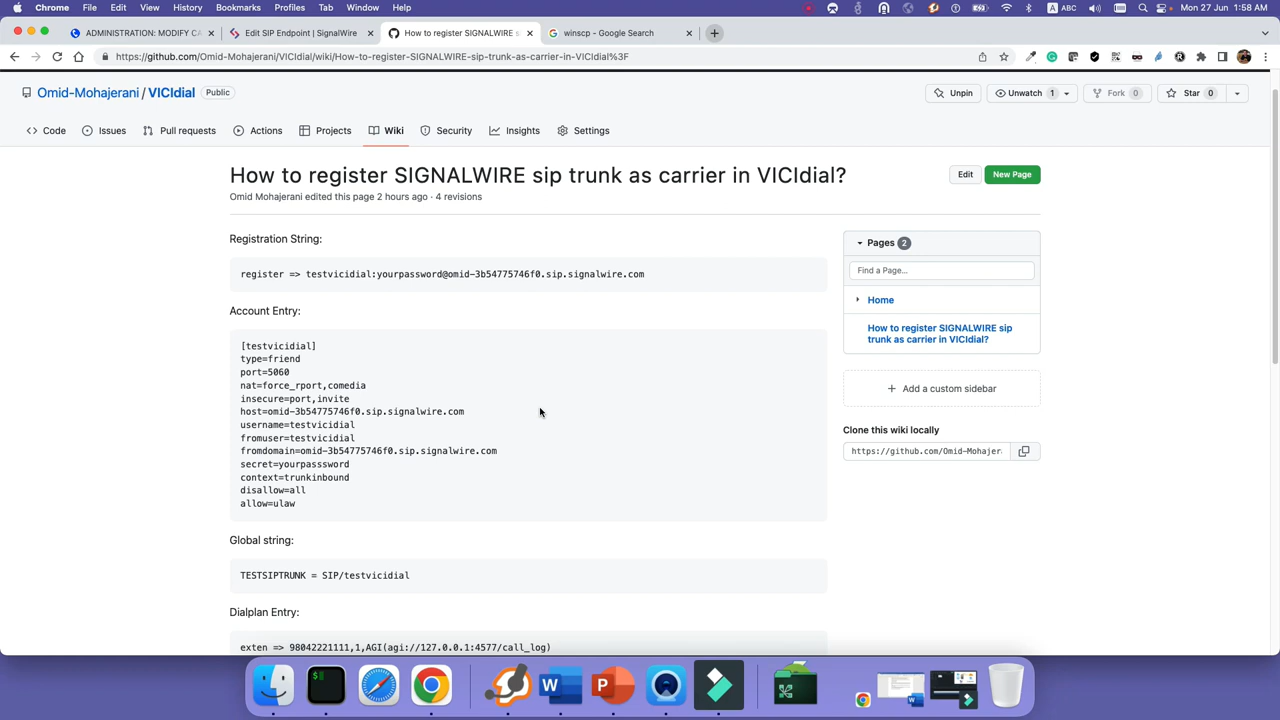 Chrome File Edit View History Bookmarks Profiles Tab Window Help ABC Mon 27 Jun 1:58 AM
ADMINISTRATION: MODIFY CA Edit SIP Endpoint | SignalWire How to register SIGNALWIRE s winscp - Google Search
https://github.com/Omid-Mohajerani/VICIdial/wiki/How-to-register-SIGNALWIRE-sip-trunk-as-carrier-in-VICIdial%3F
Omid-Mohajerani / VICIdial Public Unpin Unwatch 1 Fork 0 Star 0
Code Issues Pull requests Actions Projects Wiki Security Insights Settings
How to register SIGNALWIRE sip trunk as carrier in VICIdial? Edit New Page
Omid Mohajerani edited this page 2 hours ago · 4 revisions
Registration String:
register => testvicidial:yourpassword@omid-3b54775746f0.sip.signalwire.com
Account Entry:
[testvicidial]
type=friend
port=5060
nat=force_rport,comedia
insecure=port,invite
host=omid-3b54775746f0.sip.signalwire.com
username=testvicidial
fromuser=testvicidial
fromdomain=omid-3b54775746f0.sip.signalwire.com
secret=yourpasssword
context=trunkinbound
disallow=all
allow=ulaw
Global string:
TESTSIPTRUNK = SIP/testvicidial
Dialplan Entry:
exten => 98042221111,1,AGI(agi://127.0.0.1:4577/call_log)
Pages 2
Find a Page...
Home
How to register SIGNALWIRE sip
trunk as carrier in VICIdial?
+ Add a custom sidebar
Clone this wiki locally
https://github.com/Omid-Mohajer